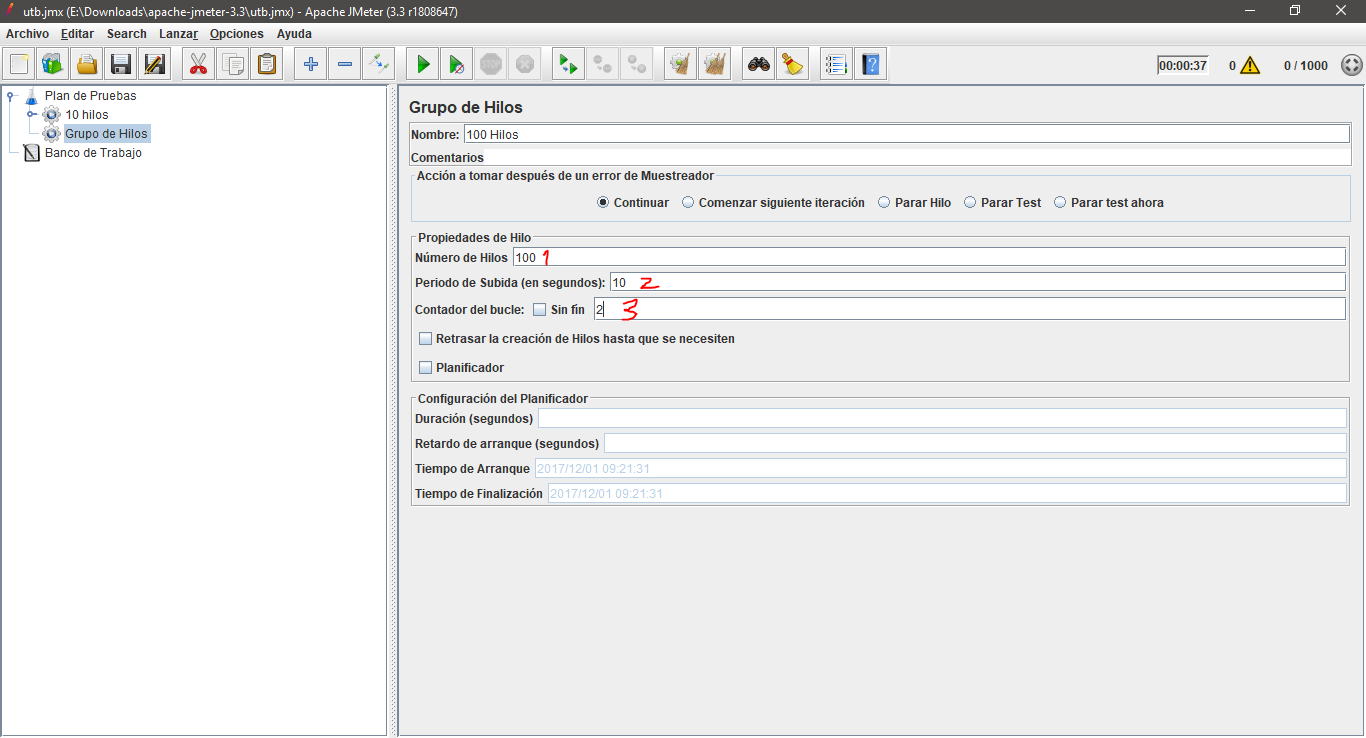 utb.jmx (E:\Downloads\apache-jmeter-3.3\utb.jmx) - Apache JMeter (3.3 r1808647)
Archivo Editar Search Lanzar Opciones Ayuda
STOP 00:00:37 0 0 / 1000
Plan de Pruebas
10 hilos
Grupo de Hilos
Banco de Trabajo
Grupo de Hilos
Nombre: 100 Hilos
Comentarios
Acción a tomar después de un error de Muestreador
Continuar Comenzar siguiente iteración Parar Hilo Parar Test Parar test ahora
Propiedades de Hilo
Número de Hilos 100 1
Periodo de Subida (en segundos): 10 2
Contador del bucle: Sin fin 2 3
Retrasar la creación de Hilos hasta que se necesiten
Planificador
Configuración del Planificador
Duración (segundos)
Retardo de arranque (segundos)
Tiempo de Arranque 2017/12/01 09:21:31
Tiempo de Finalización 2017/12/01 09:21:31